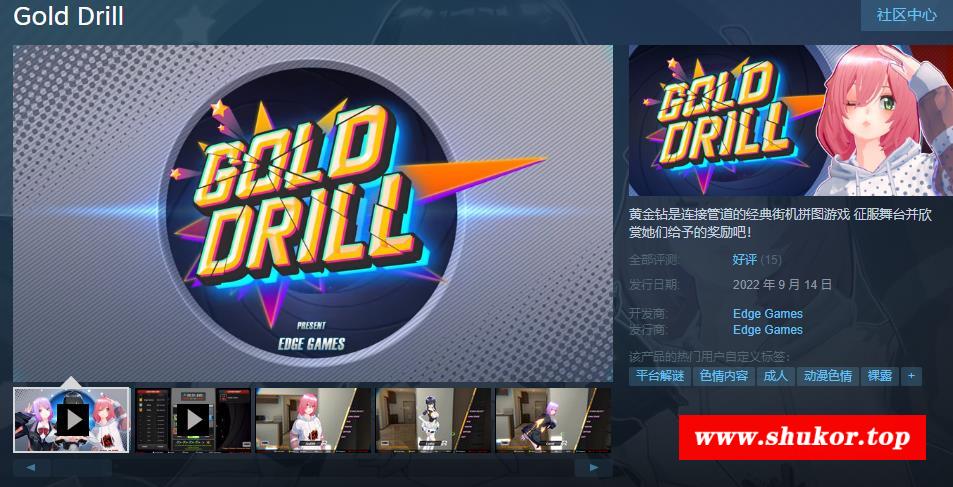 Gold Drill
社区中心
GOLD
DRILL
PRESENT
EDGE GAMES
GOLD
DRILL
黄金钻是连接管道的经典街机拼图游戏 征服舞台并欣
赏她们给予的奖励吧!
全部评测: 好评 (15)
发行日期: 2022 年 9 月 14 日
开发商: Edge Games
发行商: Edge Games
该产品的热门用户自定义标签:
平台解谜 色情内容 成人 动漫色情 裸露 +
www.shukor.top